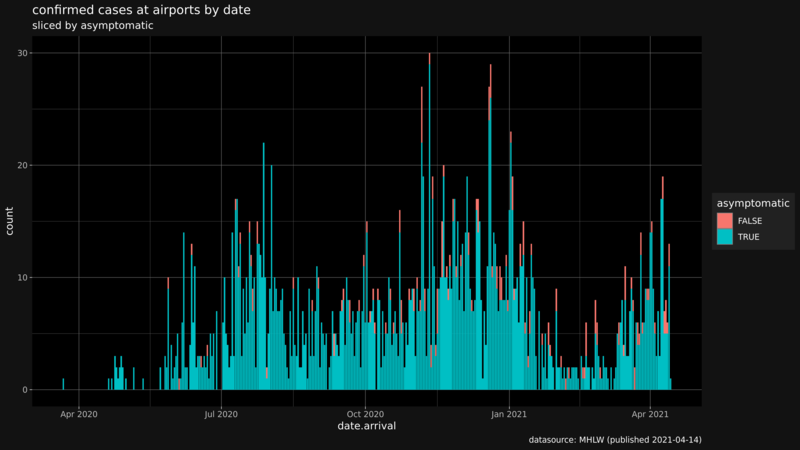 confirmed cases at airports by date
sliced by asymptomatic
30
20
10
0
count
Apr 2020
Jul 2020
Oct 2020
Jan 2021
Apr 2021
date.arrival
asymptomatic
FALSE
TRUE
datasource: MHLW (published 2021-04-14)